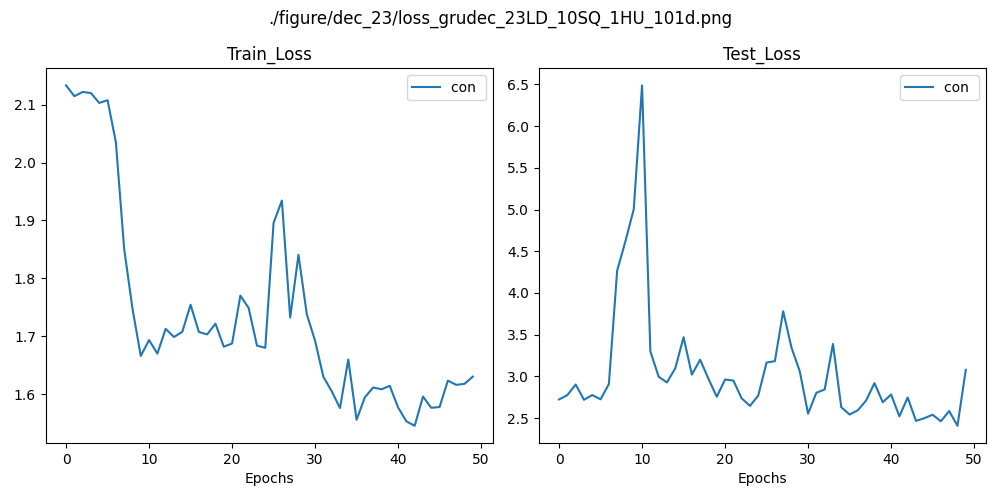 ./figure/dec_23/loss_grudec_23LD_10SQ_1HU_101d.png
Train_Loss
con
2.1
2.0
1.9
1.8
1.7
1.6
0 10 20 30 40 50
Epochs
Test_Loss
con
6.5
6.0
5.5
5.0
4.5
4.0
3.5
3.0
2.5
0 10 20 30 40 50
Epochs